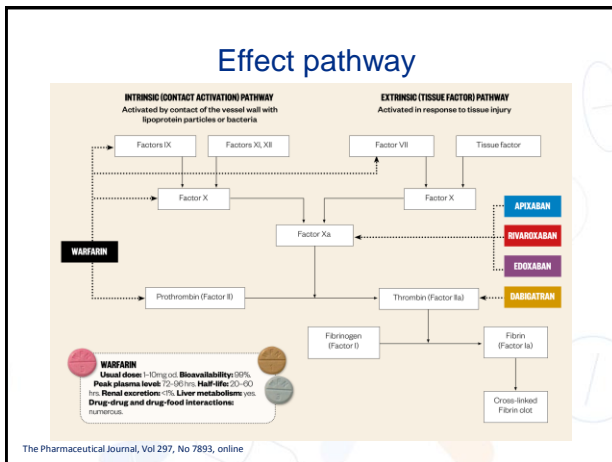 Effect pathway
INTRINSIC (CONTACT ACTIVATION) PATHWAY
Activated by contact of the vessel wall with
lipoprotein particles or bacteria
EXTRINSIC (TISSUE FACTOR) PATHWAY
Activated in response to tissue injury
Factors IX
Factors XI, XII
Factor VII
Tissue factor
Factor X
Factor X
APIXABAN
Factor Xa
RIVAROXABAN
WARFARIN
EDOXABAN
Prothrombin (Factor II)
Thrombin (Factor IIa)
DABIGATRAN
Fibrinogen
(Factor I)
Fibrin
(Factor Ia)
WARFARIN
Usual dose: 1–10mg od. Bioavailability: 99%.
Peak plasma level: 72–96 hrs. Half-life: 20–60
hrs. Renal excretion: <1%. Liver metabolism: yes.
Drug-drug and drug-food interactions:
numerous.
Cross-linked
Fibrin clot
The Pharmaceutical Journal, Vol 297, No 7893, online